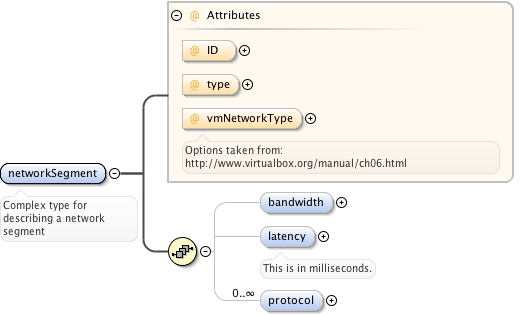 Attributes
@ ID
@ type
@ vmNetworkType
Options taken from:
http://www.virtualbox.org/manual/ch06.html
networkSegment
Complex type for
describing a network
segment
bandwidth
latency
This is in milliseconds.
0..∞
protocol